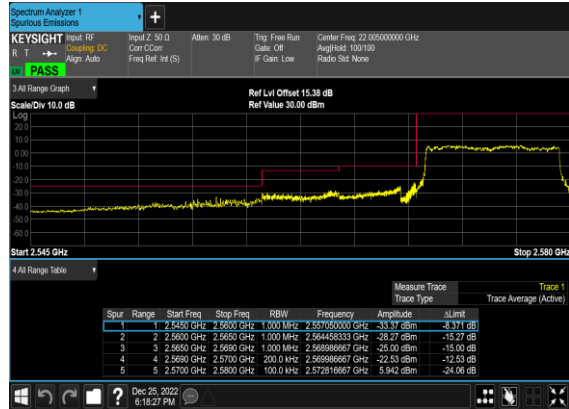 Spectrum Analyzer 1
Spurious Emissions
KEYSIGHT Input: RF Input Z: 50 Ω Atten: 30 dB Trig: Free Run Center Freq: 22.005000000 GHz
R T Coupling: DC Corr CCorr Gate: Off Avg|Hold: 100/100
Align: Auto Freq Ref: Int (S) IF Gain: Low Radio Std: None
PASS
3 All Range Graph
Ref Lvl Offset 15.38 dB
Scale/Div 10.0 dB Ref Value 30.00 dBm
Log
20.0
10.0
0.00
-10.0
-20.0
-30.0
-40.0
-50.0
-60.0
Start 2.545 GHz Stop 2.580 GHz
4 All Range Table
Measure Trace Trace 1
Trace Type Trace Average (Active)
Spur Range Start Freq Stop Freq RBW Frequency Amplitude ΔLimit
1 1 2.5450 GHz 2.5600 GHz 1.000 MHz 2.557050000 GHz -33.37 dBm -8.371 dB
2 2 2.5600 GHz 2.5650 GHz 1.000 MHz 2.564458333 GHz -28.27 dBm -15.27 dB
3 3 2.5650 GHz 2.5690 GHz 1.000 MHz 2.568986667 GHz -25.00 dBm -15.00 dB
4 4 2.5690 GHz 2.5700 GHz 200.0 kHz 2.569986667 GHz -22.53 dBm -12.53 dB
5 5 2.5700 GHz 2.5800 GHz 100.0 kHz 2.572816667 GHz 5.942 dBm -24.06 dB
Dec 25, 2022
6:18:27 PM